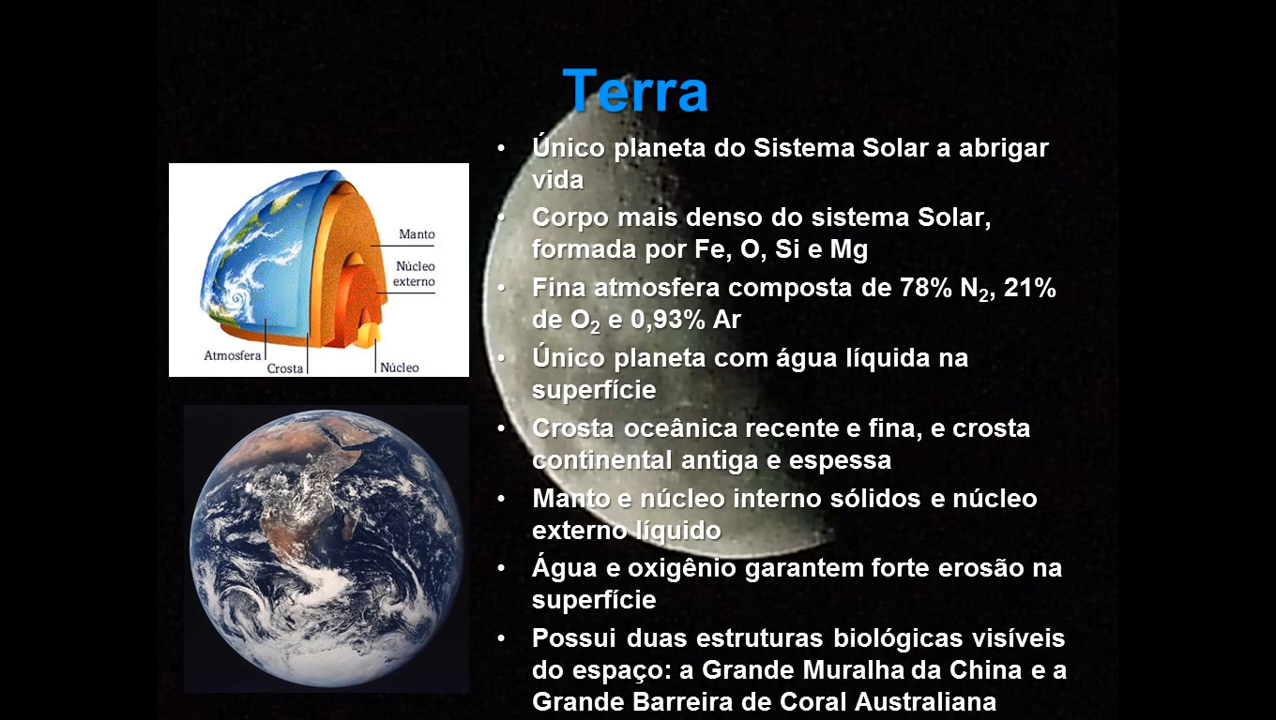 Terra
• Único planeta do Sistema Solar a abrigar
vida
• Corpo mais denso do sistema Solar,
formada por Fe, O, Si e Mg
• Fina atmosfera composta de 78% N₂, 21%
de O₂ e 0,93% Ar
• Único planeta com água líquida na
superfície
• Crosta oceânica recente e fina, e crosta
continental antiga e espessa
• Manto e núcleo interno sólidos e núcleo
externo líquido
• Água e oxigênio garantem forte erosão na
superfície
• Possui duas estruturas biológicas visíveis
do espaço: a Grande Muralha da China e a
Grande Barreira de Coral Australiana
Manto
Núcleo
externo
Atmosfera
Crosta
Núcleo